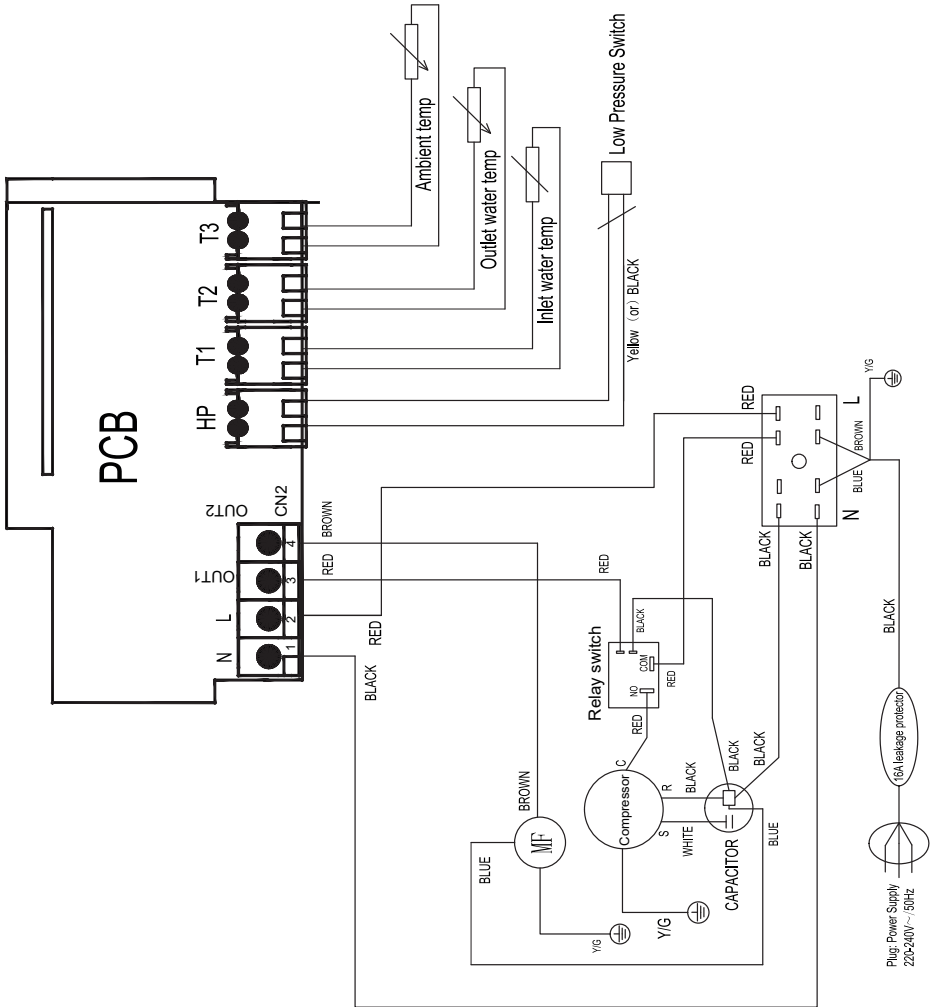 PCB
HP
T1
T2
T3
N
L
OUT1
OUT2
CN2
1
2
3
4
Ambient temp
Outlet water temp
Inlet water temp
Low Pressure Switch
Yellow (or) BLACK
BLACK
RED
RED
BROWN
RED
BLACK
Relay switch
NO
COM
RED
RED
RED
RED
BLACK
BLACK
N
L
BLUE
BROWN
Y/G
BLUE
BROWN
MF
Y/G
Compressor
C
R
S
BLACK
WHITE
Y/G
CAPACITOR
BLACK
BLACK
BLUE
BLACK
16A leakage protector
Plug: Power Supply
220-240V～/50Hz